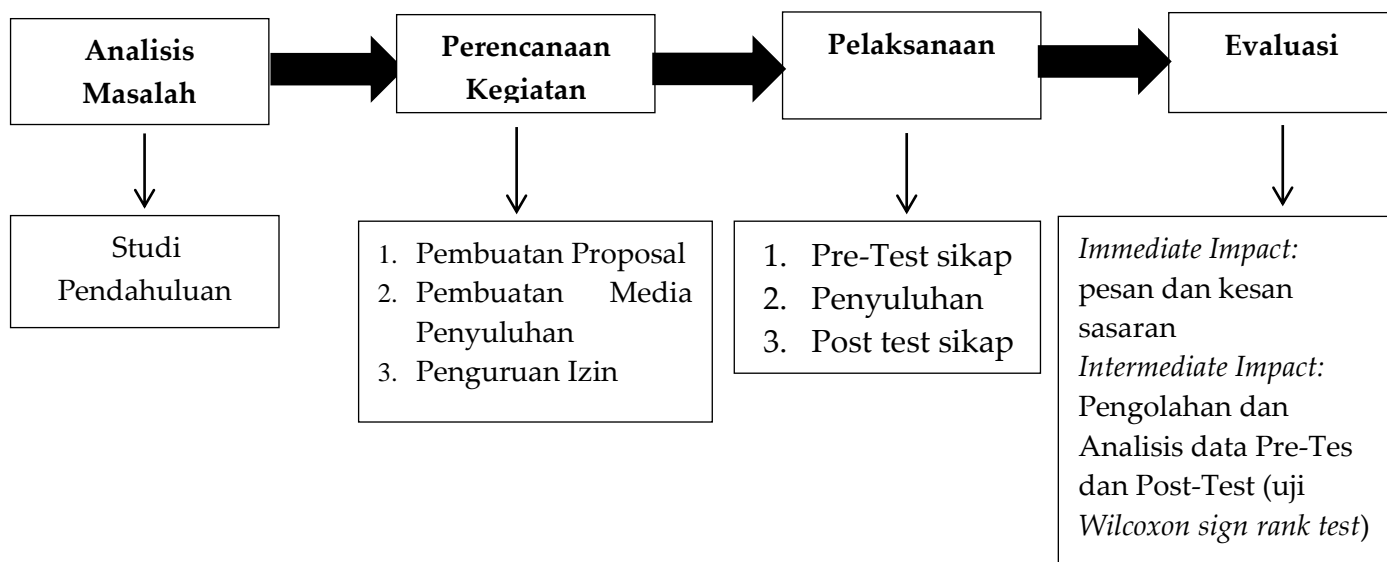 Analisis
Masalah
Perencanaan
Kegiatan
Pelaksanaan
Evaluasi
Studi
Pendahuluan
1. Pembuatan Proposal
2. Pembuatan Media
Penyuluhan
3. Penguruan Izin
1. Pre-Test sikap
2. Penyuluhan
3. Post test sikap
Immediate Impact:
pesan dan kesan
sasaran
Intermediate Impact:
Pengolahan dan
Analisis data Pre-Tes
dan Post-Test (uji
Wilcoxon sign rank test)